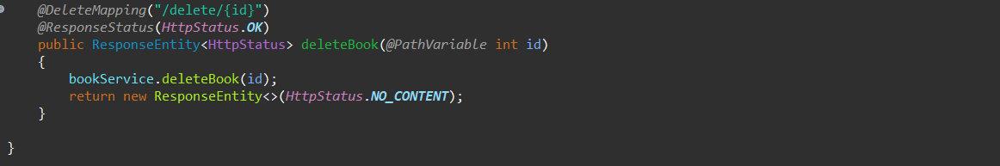 @DeleteMapping("/delete/{id}")
@ResponseStatus(HttpStatus.OK)
public ResponseEntity<HttpStatus> deleteBook(@PathVariable int id)
{
bookService.deleteBook(id);
return new ResponseEntity<>(HttpStatus.NO_CONTENT);
}
}